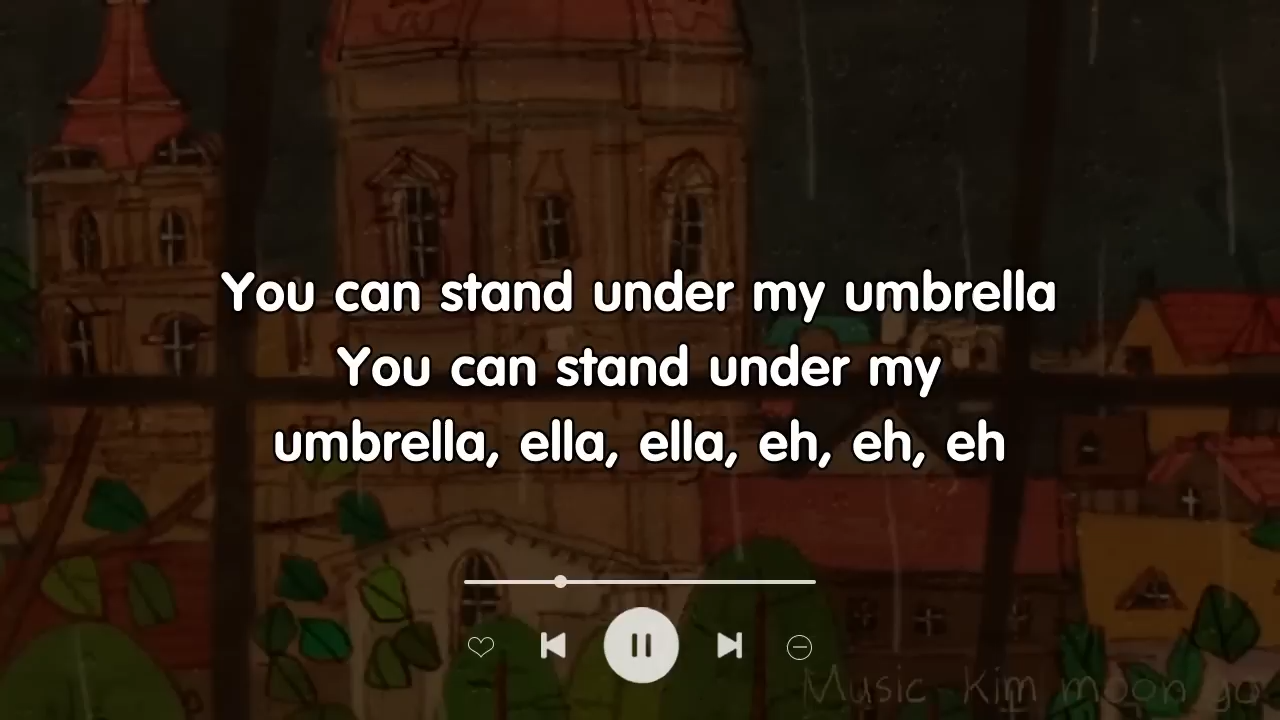 You can stand under my umbrella
You can stand under my
umbrella, ella, ella, eh, eh, eh
Music Kim moon yo